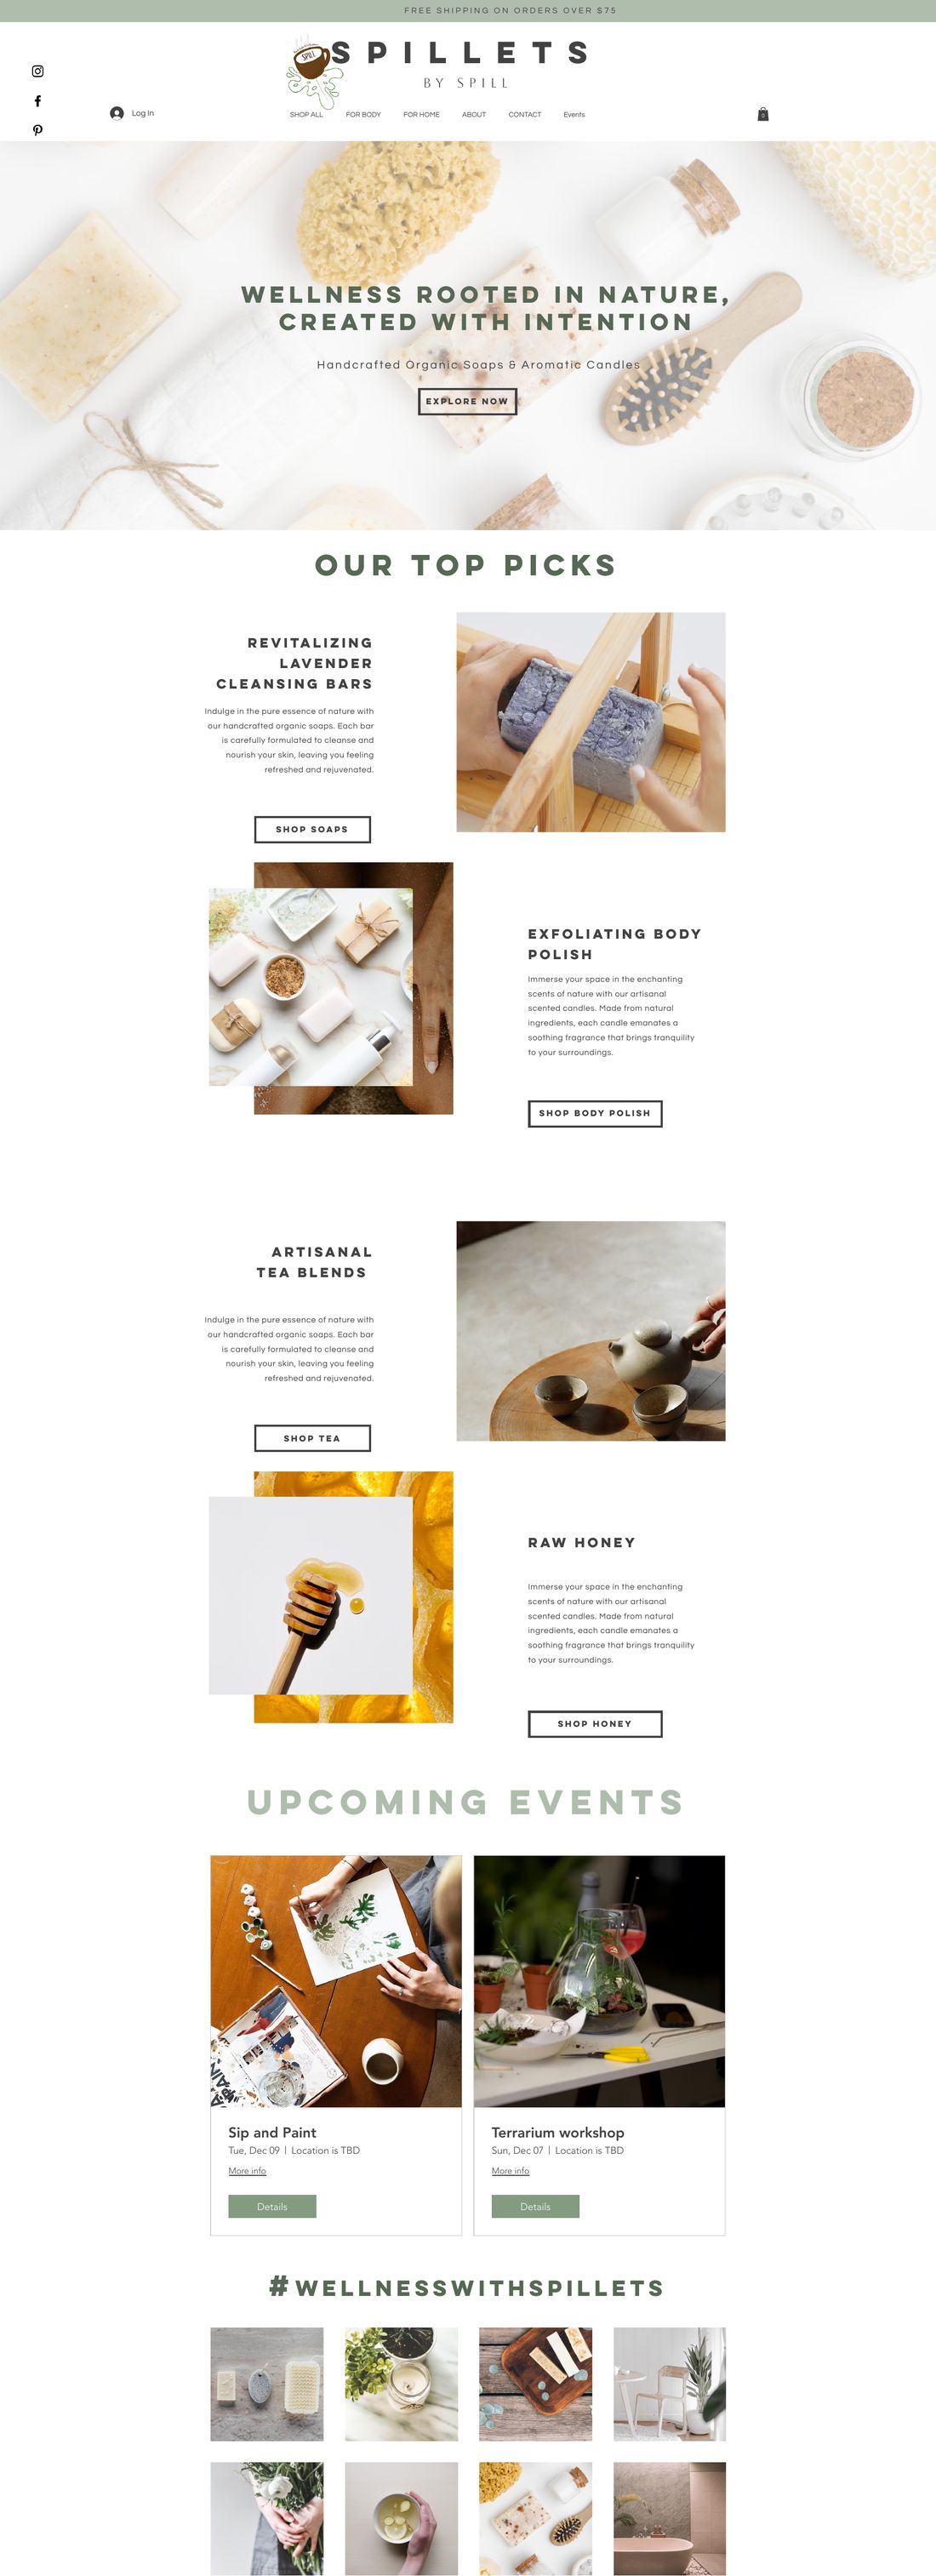 FREE SHIPPING ON ORDERS OVER $75
SPILL
SPILLETS
BY SPILL
Log In
SHOP ALL FOR BODY FOR HOME ABOUT CONTACT Events
0
WELLNESS ROOTED IN NATURE,
CREATED WITH INTENTION
Handcrafted Organic Soaps & Aromatic Candles
EXPLORE NOW
OUR TOP PICKS
REVITALIZING
LAVENDER
CLEANSING BARS
Indulge in the pure essence of nature with
our handcrafted organic soaps. Each bar
is carefully formulated to cleanse and
nourish your skin, leaving you feeling
refreshed and rejuvenated.
SHOP SOAPS
EXFOLIATING BODY
POLISH
Immerse your space in the enchanting
scents of nature with our artisanal
scented candles. Made from natural
ingredients, each candle emanates a
soothing fragrance that brings tranquility
to your surroundings.
SHOP BODY POLISH
ARTISANAL
TEA BLENDS
Indulge in the pure essence of nature with
our handcrafted organic soaps. Each bar
is carefully formulated to cleanse and
nourish your skin, leaving you feeling
refreshed and rejuvenated.
SHOP TEA
RAW HONEY
Immerse your space in the enchanting
scents of nature with our artisanal
scented candles. Made from natural
ingredients, each candle emanates a
soothing fragrance that brings tranquility
to your surroundings.
SHOP HONEY
UPCOMING EVENTS
Sip and Paint
Tue, Dec 09 | Location is TBD
More info
Details
Terrarium workshop
Sun, Dec 07 | Location is TBD
More info
Details
#WELLNESSWITHSPILLETS